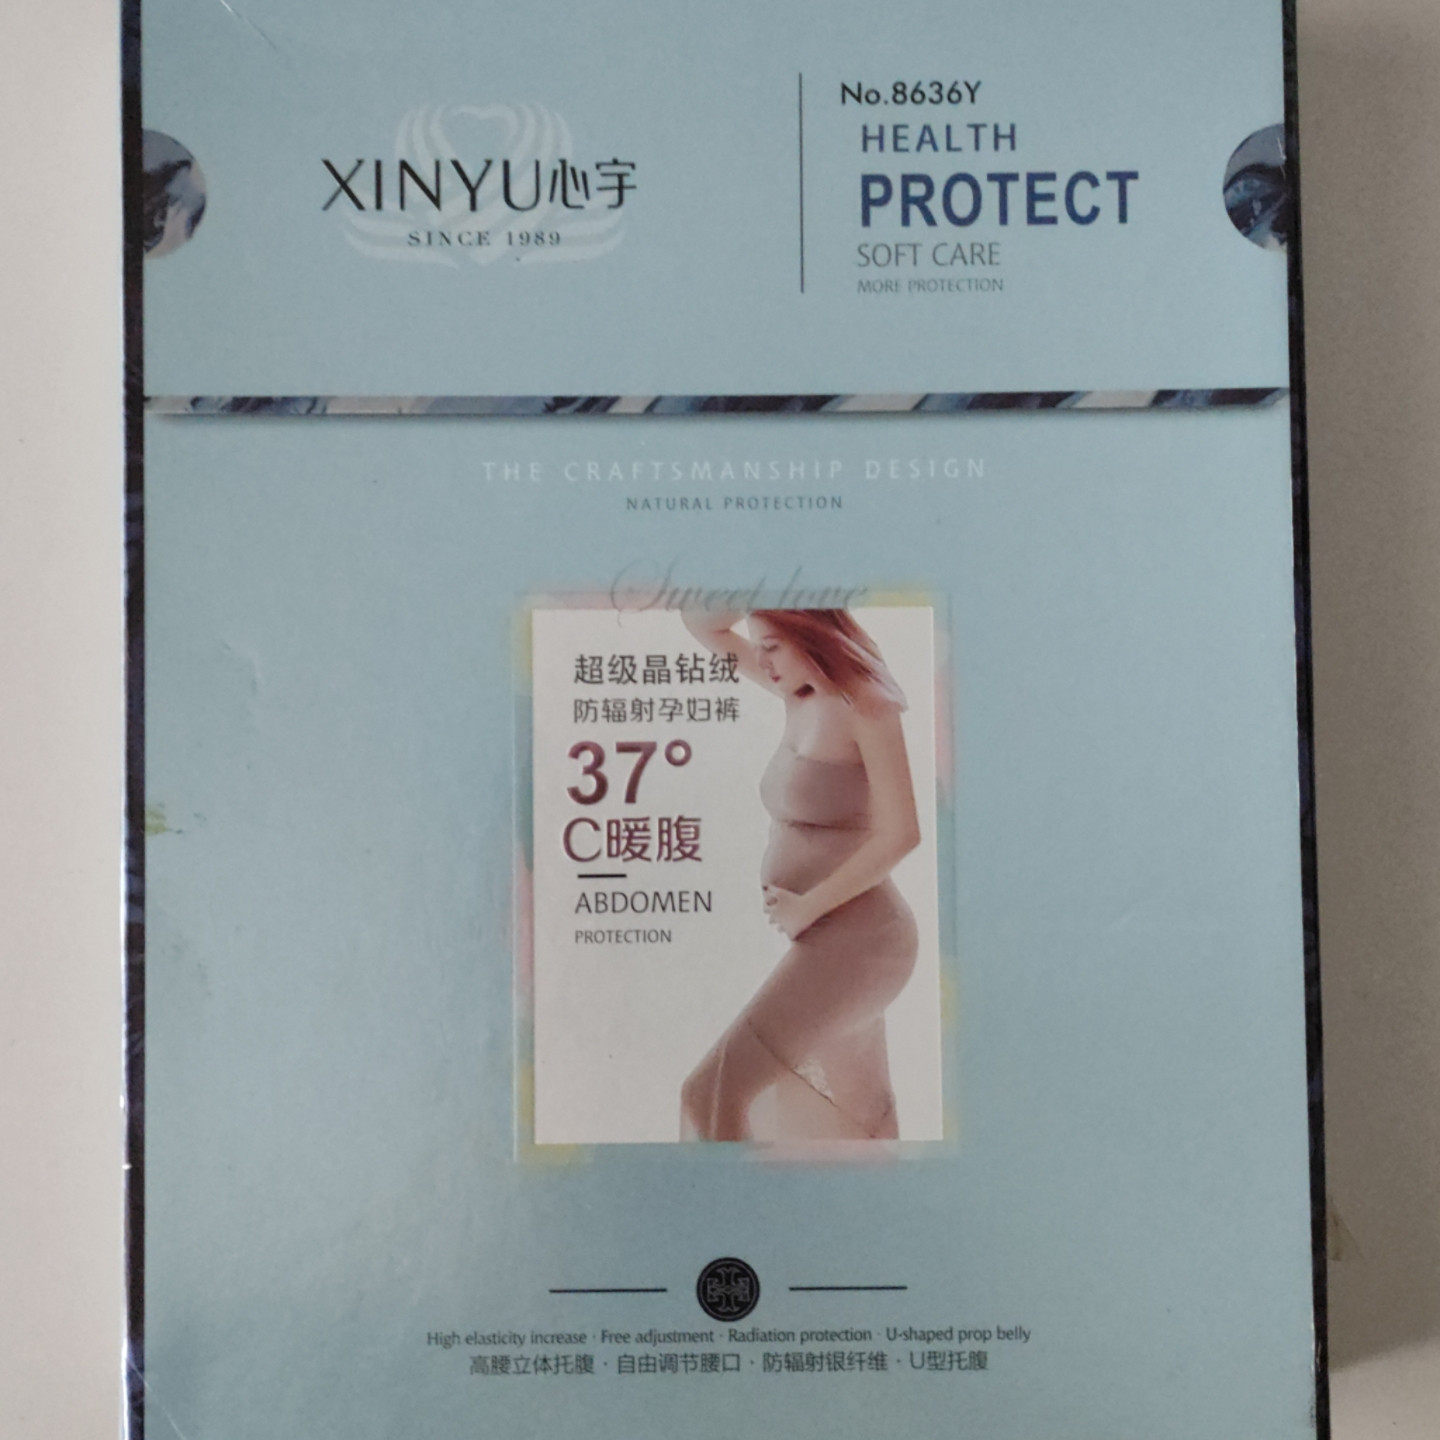 XINYU心宇
SINCE 1989
No.8636Y
HEALTH
PROTECT
SOFT CARE
MORE PROTECTION
THE CRAFTSMANSHIP DESIGN
NATURAL PROTECTION
Sweet love
超级晶钻绒
防辐射孕妇裤
37°
C暖腹
ABDOMEN
PROTECTION
High elasticity increase · Free adjustment · Radiation protection · U-shaped prop belly
高腰立体托腹 · 自由调节腰口 · 防辐射银纤维 · U型托腹